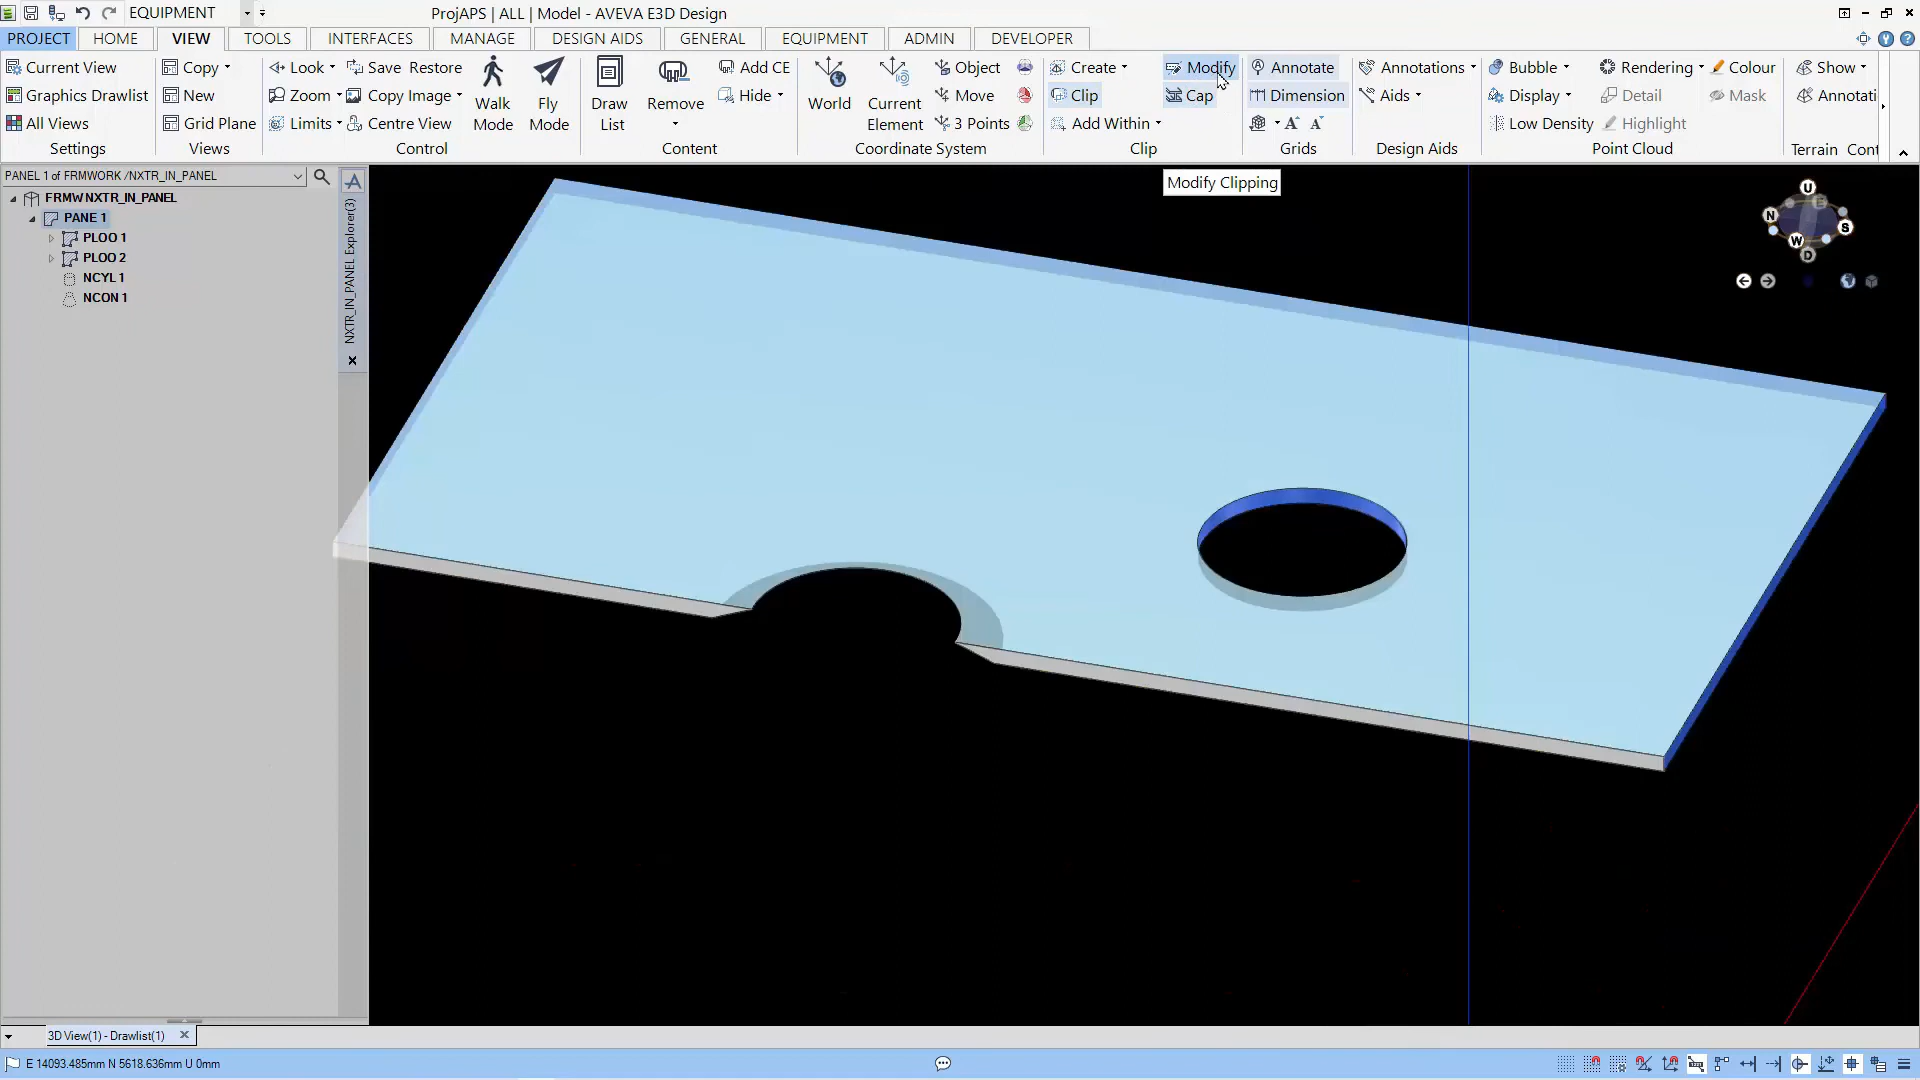 EQUIPMENT
ProjAPS | ALL | Model - AVEVA E3D Design
PROJECT HOME VIEW TOOLS INTERFACES MANAGE DESIGN AIDS GENERAL EQUIPMENT ADMIN DEVELOPER
Current View Copy Look Save Restore Add CE Object Create Modify Annotate Annotations Bubble Rendering Colour Show
Graphics Drawlist New Zoom Copy Image Walk Mode Fly Mode Draw List Remove Hide World Current Element Move Clip Cap Dimension Aids Display Detail Mask Annotati
All Views Grid Plane Limits Centre View 3 Points Add Within A A Low Density Highlight
Settings Views Control Content Coordinate System Clip Grids Design Aids Point Cloud Terrain Cont
PANEL 1 of FRMWORK /NXTR_IN_PANEL
Modify Clipping
FRMW NXTR_IN_PANEL
PANE 1
PLOO 1
PLOO 2
NCYL 1
NCON 1
NXTR_IN_PANEL Explorer(3)
U
E
N
S
W
D
3D View(1) - Drawlist(1)
E 14093.485mm N 5618.636mm U 0mm